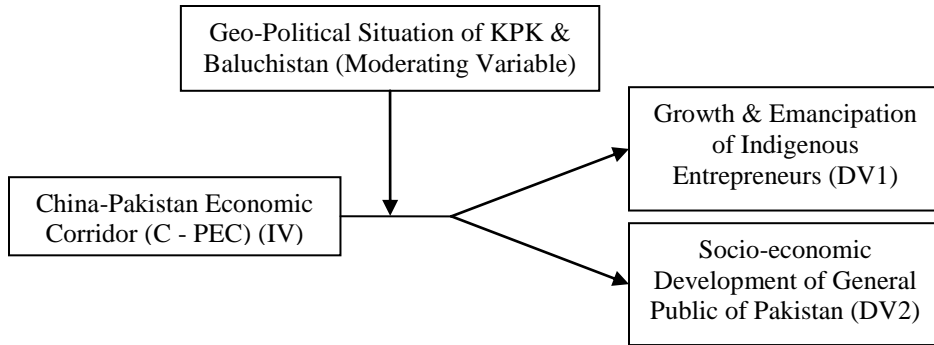 Geo-Political Situation of KPK &
Baluchistan (Moderating Variable)
Growth & Emancipation
of Indigenous
Entrepreneurs (DV1)
China-Pakistan Economic
Corridor (C - PEC) (IV)
Socio-economic
Development of General
Public of Pakistan (DV2)